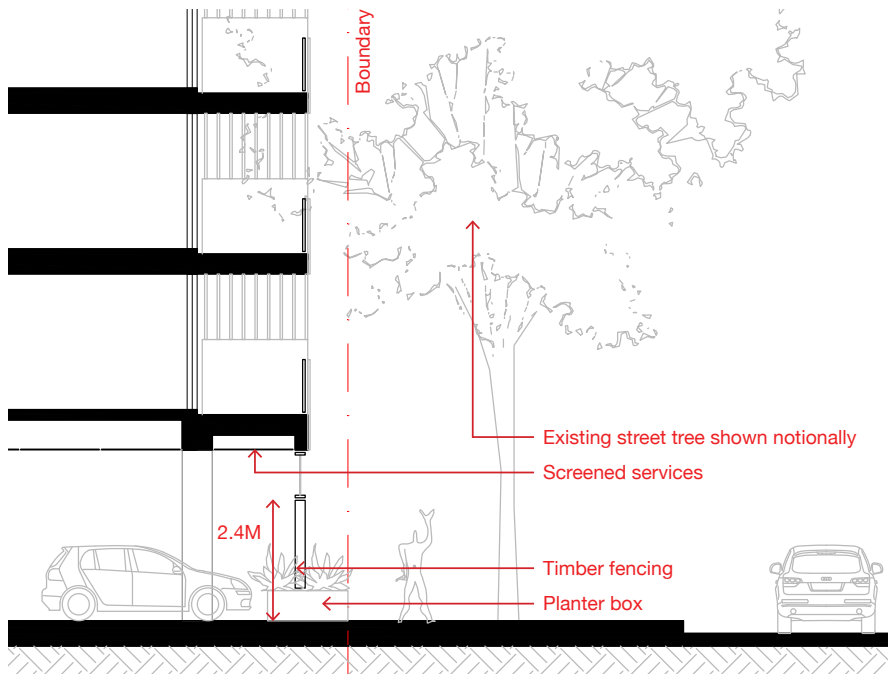 Boundary
Existing street tree shown notionally
Screened services
2.4M
Timber fencing
Planter box